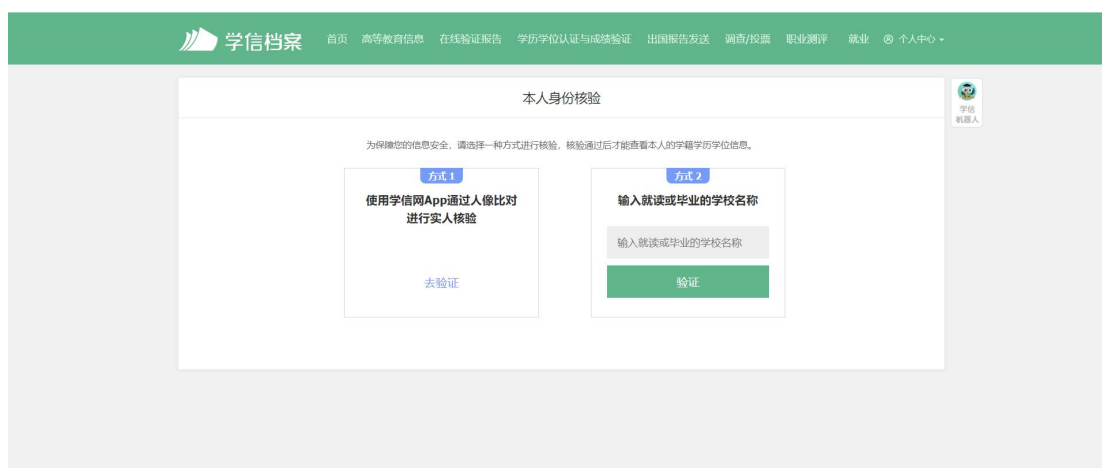 学信档案 首页 高等教育信息 在线验证报告 学历学位认证与成绩验证 出国报告发送 调查/投票 职业测评 就业 个人中心
本人身份核验
学信
机器人
为保障您的信息安全，请选择一种方式进行核验，核验通过后才能查看本人的学籍学历学位信息。
方式 1
使用学信网App通过人像比对
进行实人核验
去验证
方式 2
输入就读或毕业的学校名称
输入就读或毕业的学校名称
验证